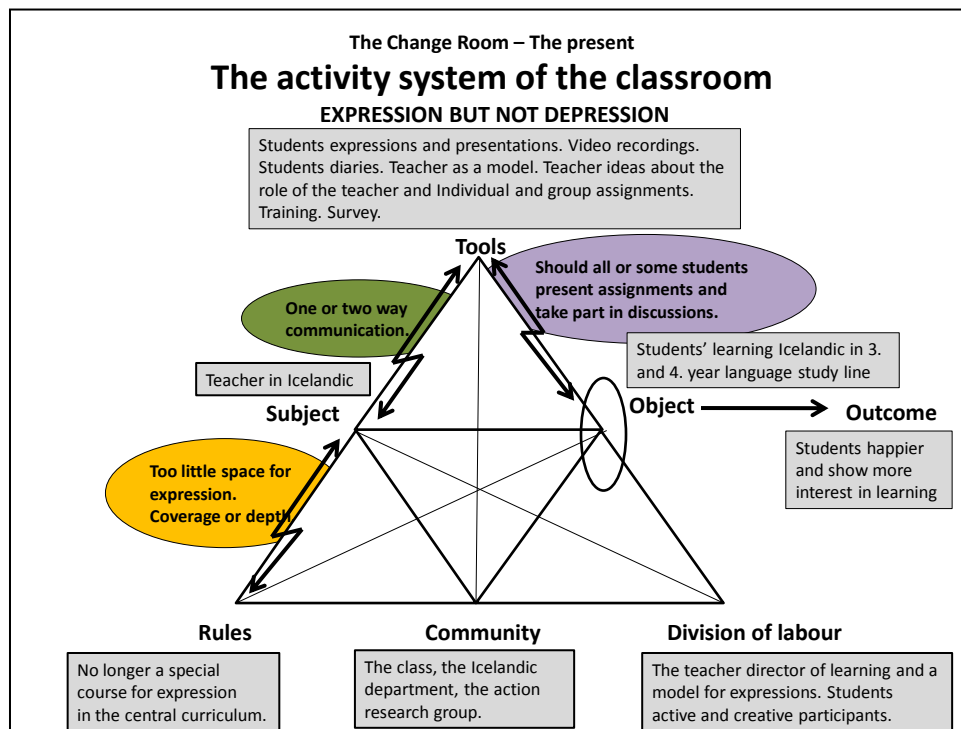 The Change Room – The present
The activity system of the classroom
EXPRESSION BUT NOT DEPRESSION
Students expressions and presentations. Video recordings.
Students diaries. Teacher as a model. Teacher ideas about the
role of the teacher and Individual and group assignments.
Training. Survey.
Tools
Should all or some students
present assignments and
take part in discussions.
One or two way
communication.
Students’ learning Icelandic in 3.
and 4. year language study line
Teacher in Icelandic
Subject
Object
Outcome
Students happier
and show more
interest in learning
Too little space for
expression.
Coverage or depth
Rules
Community
Division of labour
No longer a special
course for expression
in the central curriculum.
The class, the Icelandic
department, the action
research group.
The teacher director of learning and a
model for expressions. Students
active and creative participants.